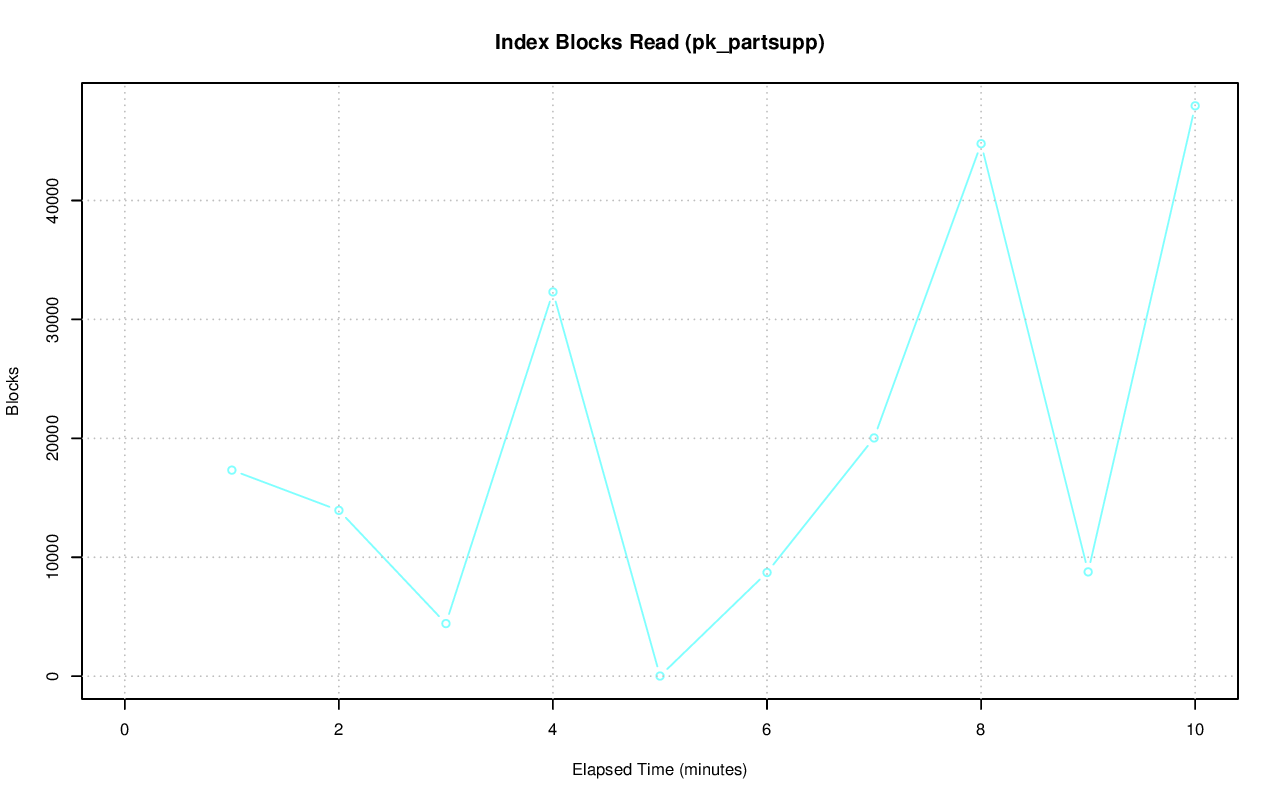 Index Blocks Read (pk_partsupp)
Blocks
40000
30000
20000
10000
0
0 2 4 6 8 10
Elapsed Time (minutes)